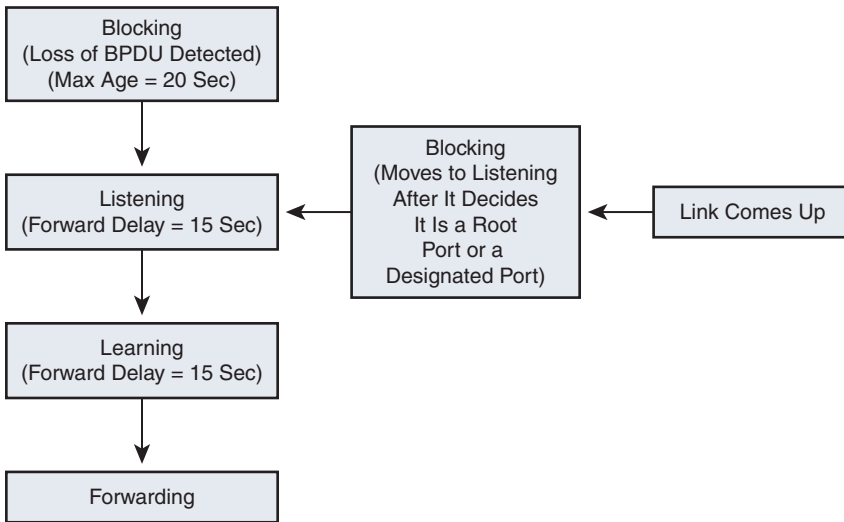 Blocking
(Loss of BPDU Detected)
(Max Age = 20 Sec)
Listening
(Forward Delay = 15 Sec)
Learning
(Forward Delay = 15 Sec)
Forwarding
Blocking
(Moves to Listening
After It Decides
It Is a Root
Port or a
Designated Port)
Link Comes Up